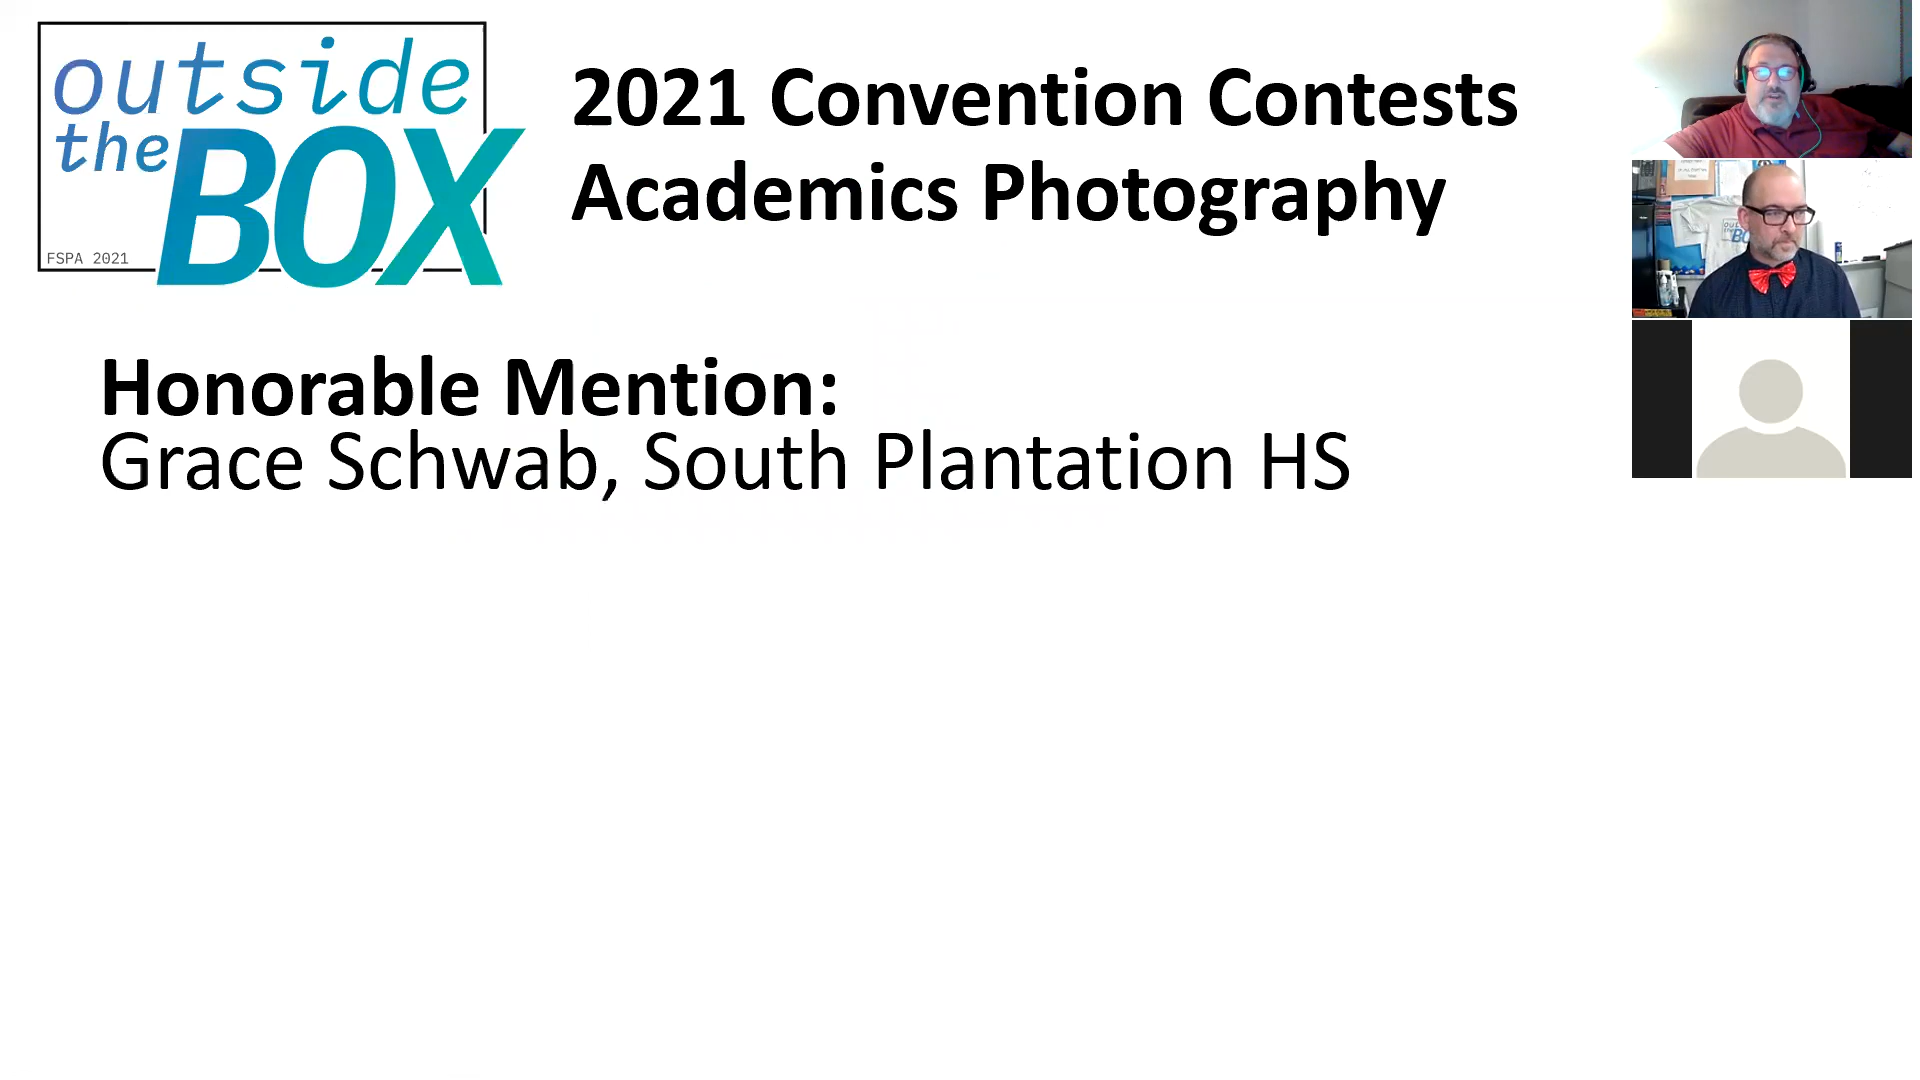 outside
the BOX
FSPA 2021
2021 Convention Contests
Academics Photography
Honorable Mention:
Grace Schwab, South Plantation HS